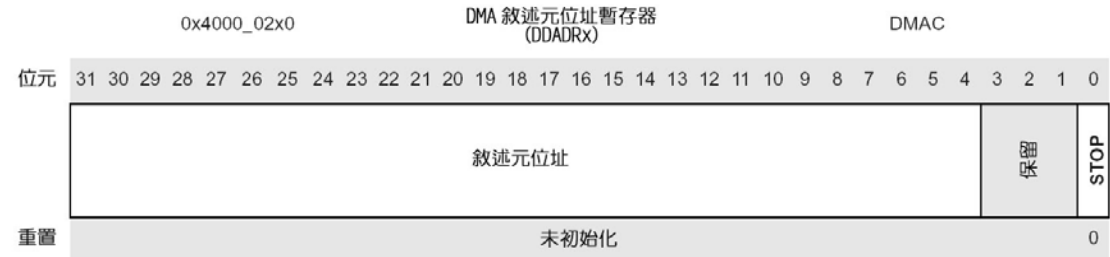 0x4000_02x0 DMA 敘述元位址暫存器 DMAC
(DDADRx)
位元 31 30 29 28 27 26 25 24 23 22 21 20 19 18 17 16 15 14 13 12 11 10 9 8 7 6 5 4 3 2 1 0
敘述元位址 保留 STOP
重置 未初始化 0